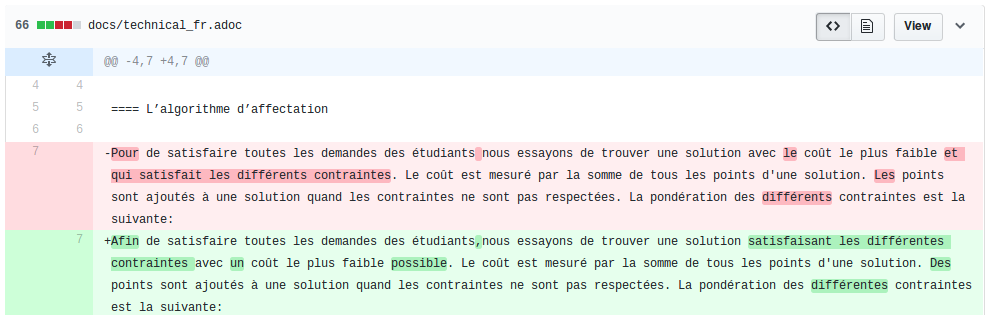 66 docs/technical_fr.adoc View
@@ -4,7 +4,7 @@
4 4
5 5 ==== L’algorithme d’affectation
6 6
7 -Pour de satisfaire toutes les demandes des étudiants nous essayons de trouver une solution avec le coût le plus faible et
qui satisfait les différents contraintes. Le coût est mesuré par la somme de tous les points d'une solution. Les points
sont ajoutés à une solution quand les contraintes ne sont pas respectées. La pondération des différents contraintes est la
suivante:
7 +Afin de satisfaire toutes les demandes des étudiants,nous essayons de trouver une solution satisfaisant les différentes
contraintes avec un coût le plus faible possible. Le coût est mesuré par la somme de tous les points d'une solution. Des
points sont ajoutés à une solution quand les contraintes ne sont pas respectées. La pondération des différentes contraintes
est la suivante: